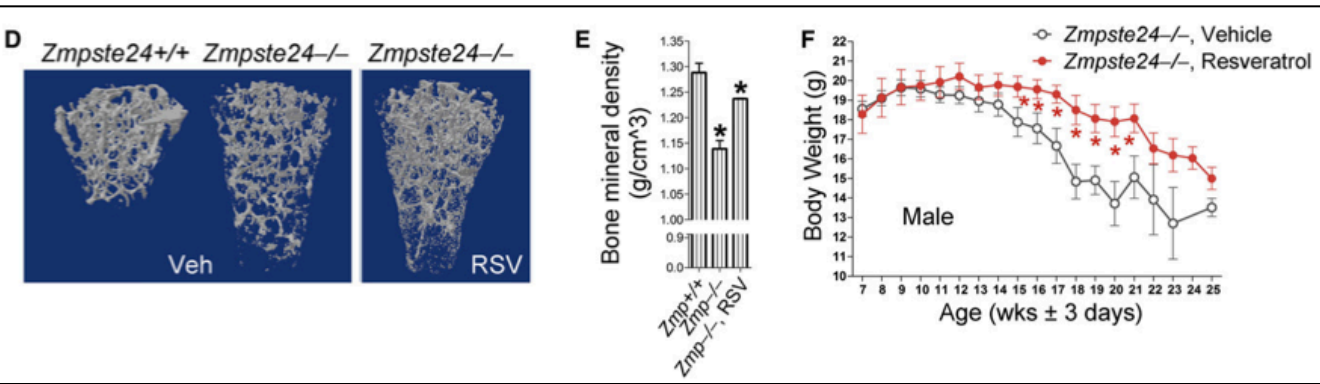 D
Zmpste24+/+ Zmpste24–/– Zmpste24–/–
Veh
RSV
E
Bone mineral density
(g/cm^3)
1.35
1.30
1.25
1.20
1.15
1.10
1.05
1.00
0.9
0.0
*
*
Zmp+/+
Zmp–/–
Zmp–/–, RSV
F
Zmpste24–/–, Vehicle
Zmpste24–/–, Resveratrol
Body Weight (g)
22
21
20
19
18
17
16
15
14
13
12
11
10
* * * * * * *
Male
7 8 9 10 11 12 13 14 15 16 17 18 19 20 21 22 23 24 25
Age (wks ± 3 days)